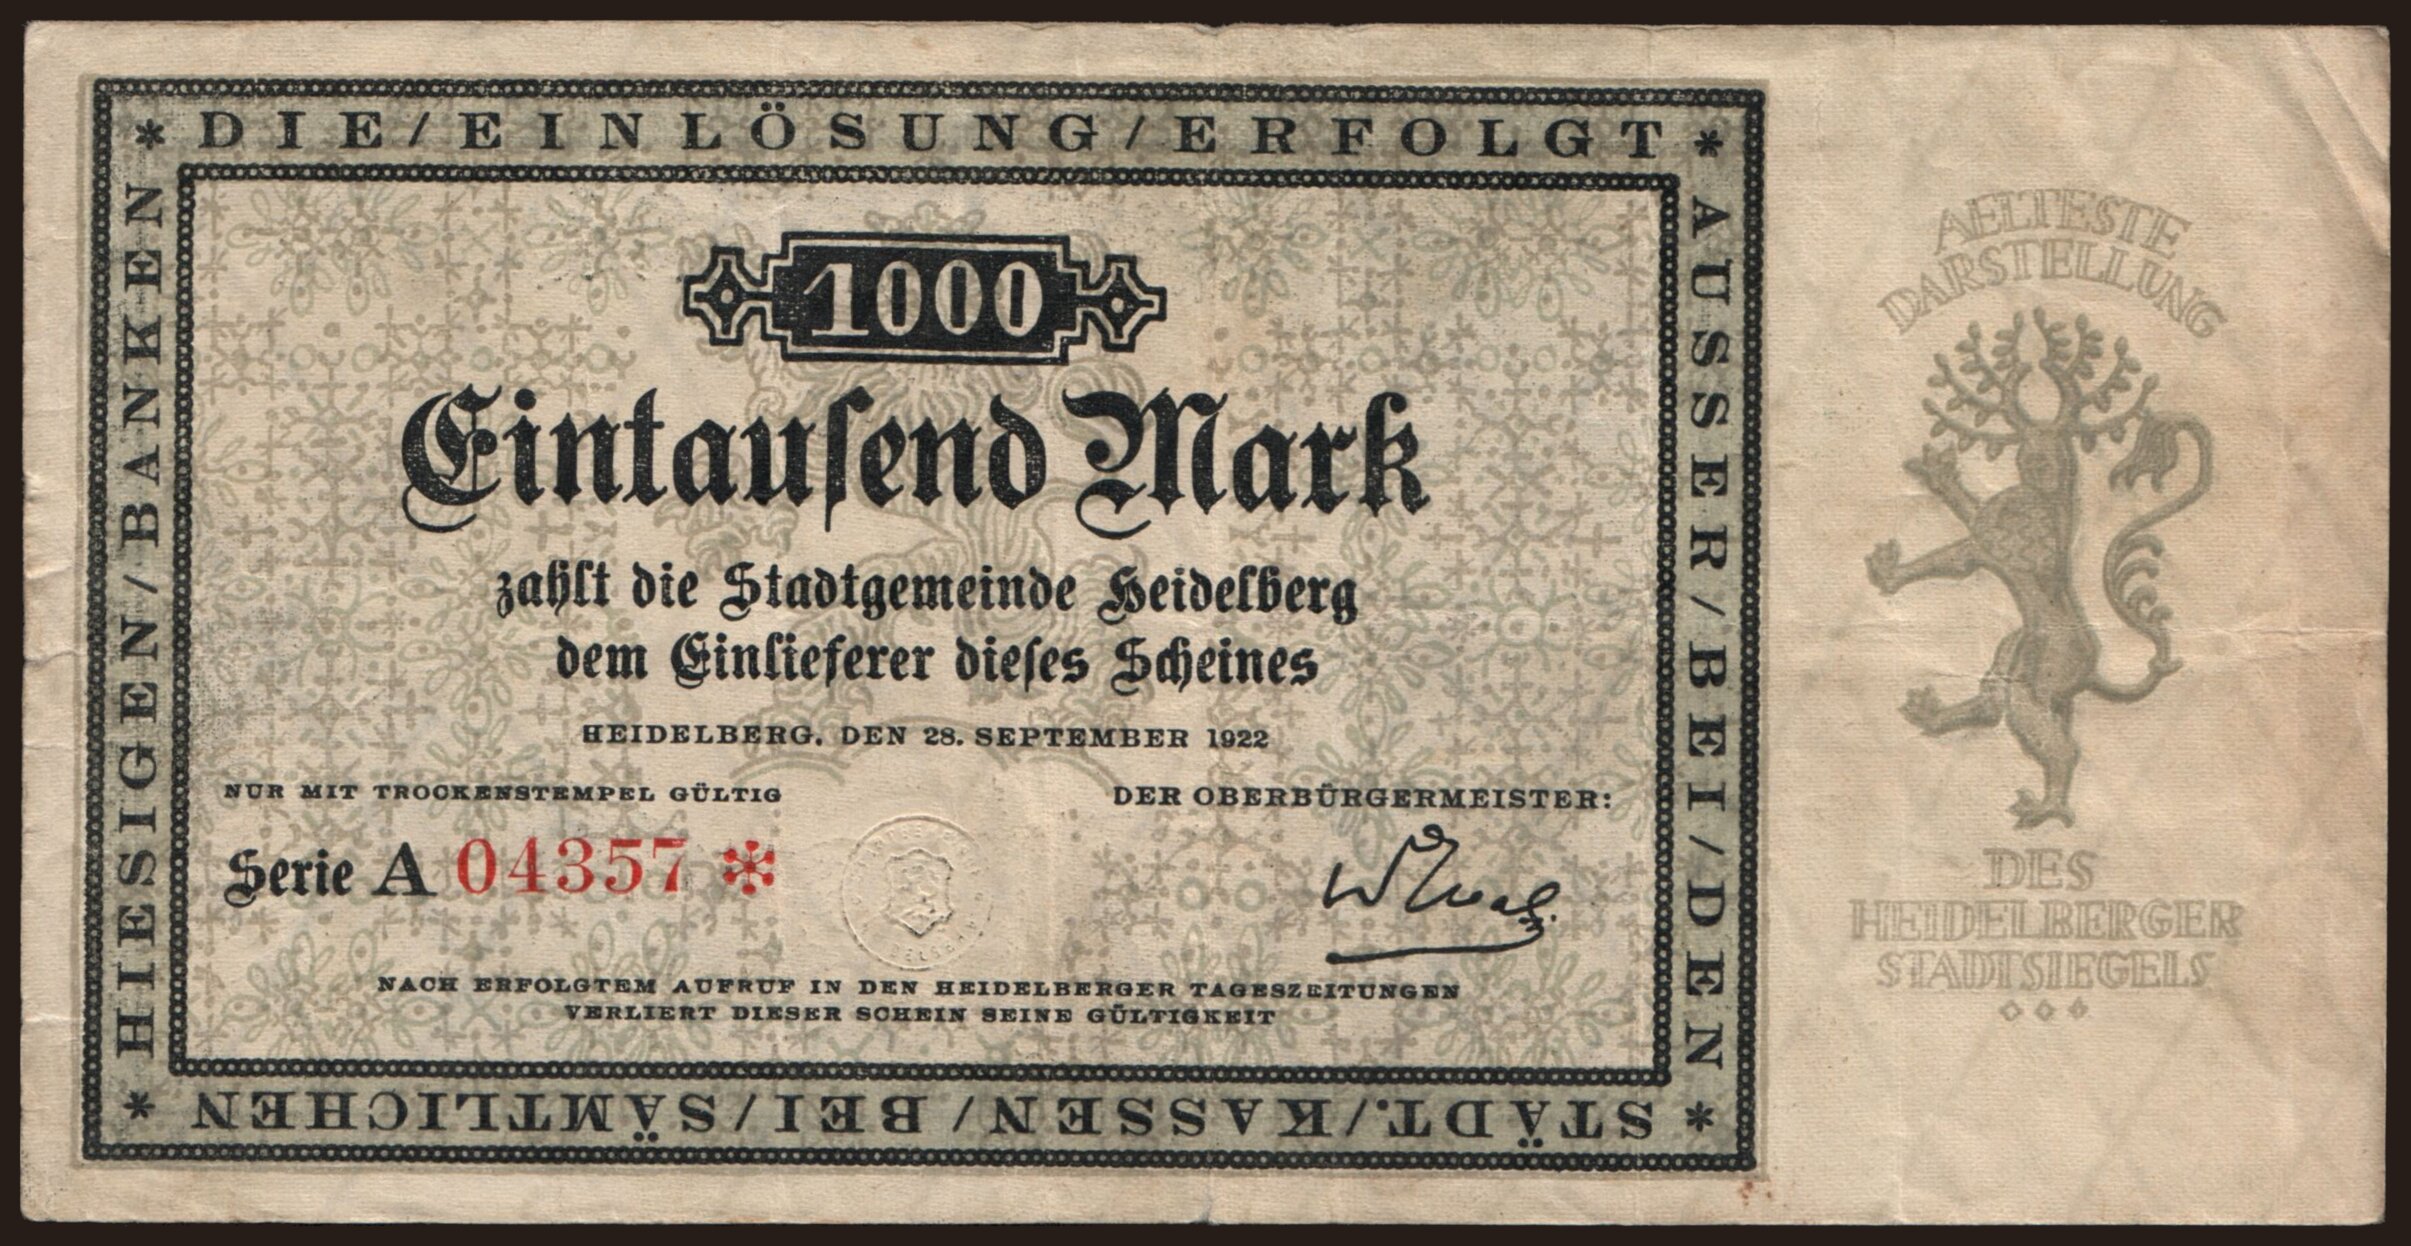 * DIE / EINLÖSUNG / ERFOLGT *
AUSSER / BEI / DEN
* STÄDT. / KASSEN / BEI / SÄMTLICHEN *
HIESIGEN / BANKEN
1000
Eintauſend Mark
zahlt die Stadtgemeinde Heidelberg
dem Einlieferer dieſes Scheines
HEIDELBERG, DEN 28. SEPTEMBER 1922
NUR MIT TROCKENSTEMPEL GÜLTIG
DER OBERBÜRGERMEISTER:
Serie A 04357 *
NACH ERFOLGTEM AUFRUF IN DEN HEIDELBERGER TAGESZEITUNGEN
VERLIERT DIESER SCHEIN SEINE GÜLTIGKEIT
AELTESTE
DARSTELLUNG
DES
HEIDELBERGER
STADTSIEGELS